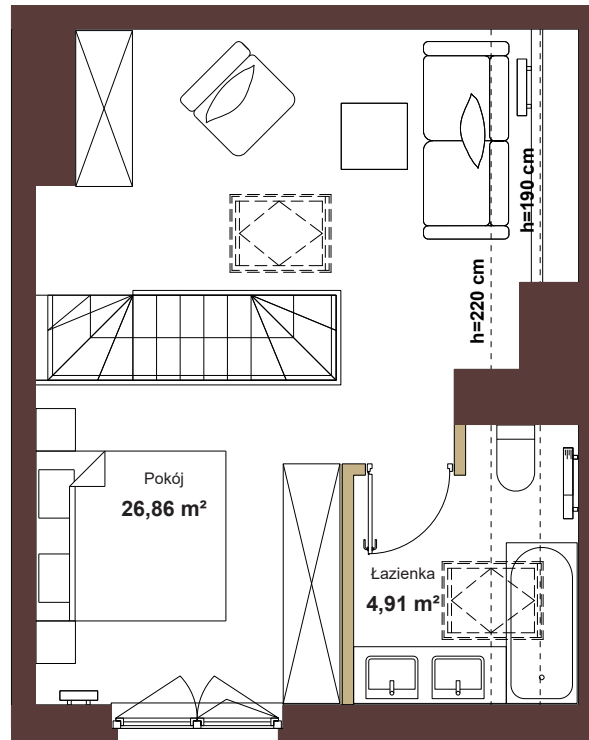 h=190 cm
h=220 cm
Pokój
26,86 m²
Łazienka
4,91 m²